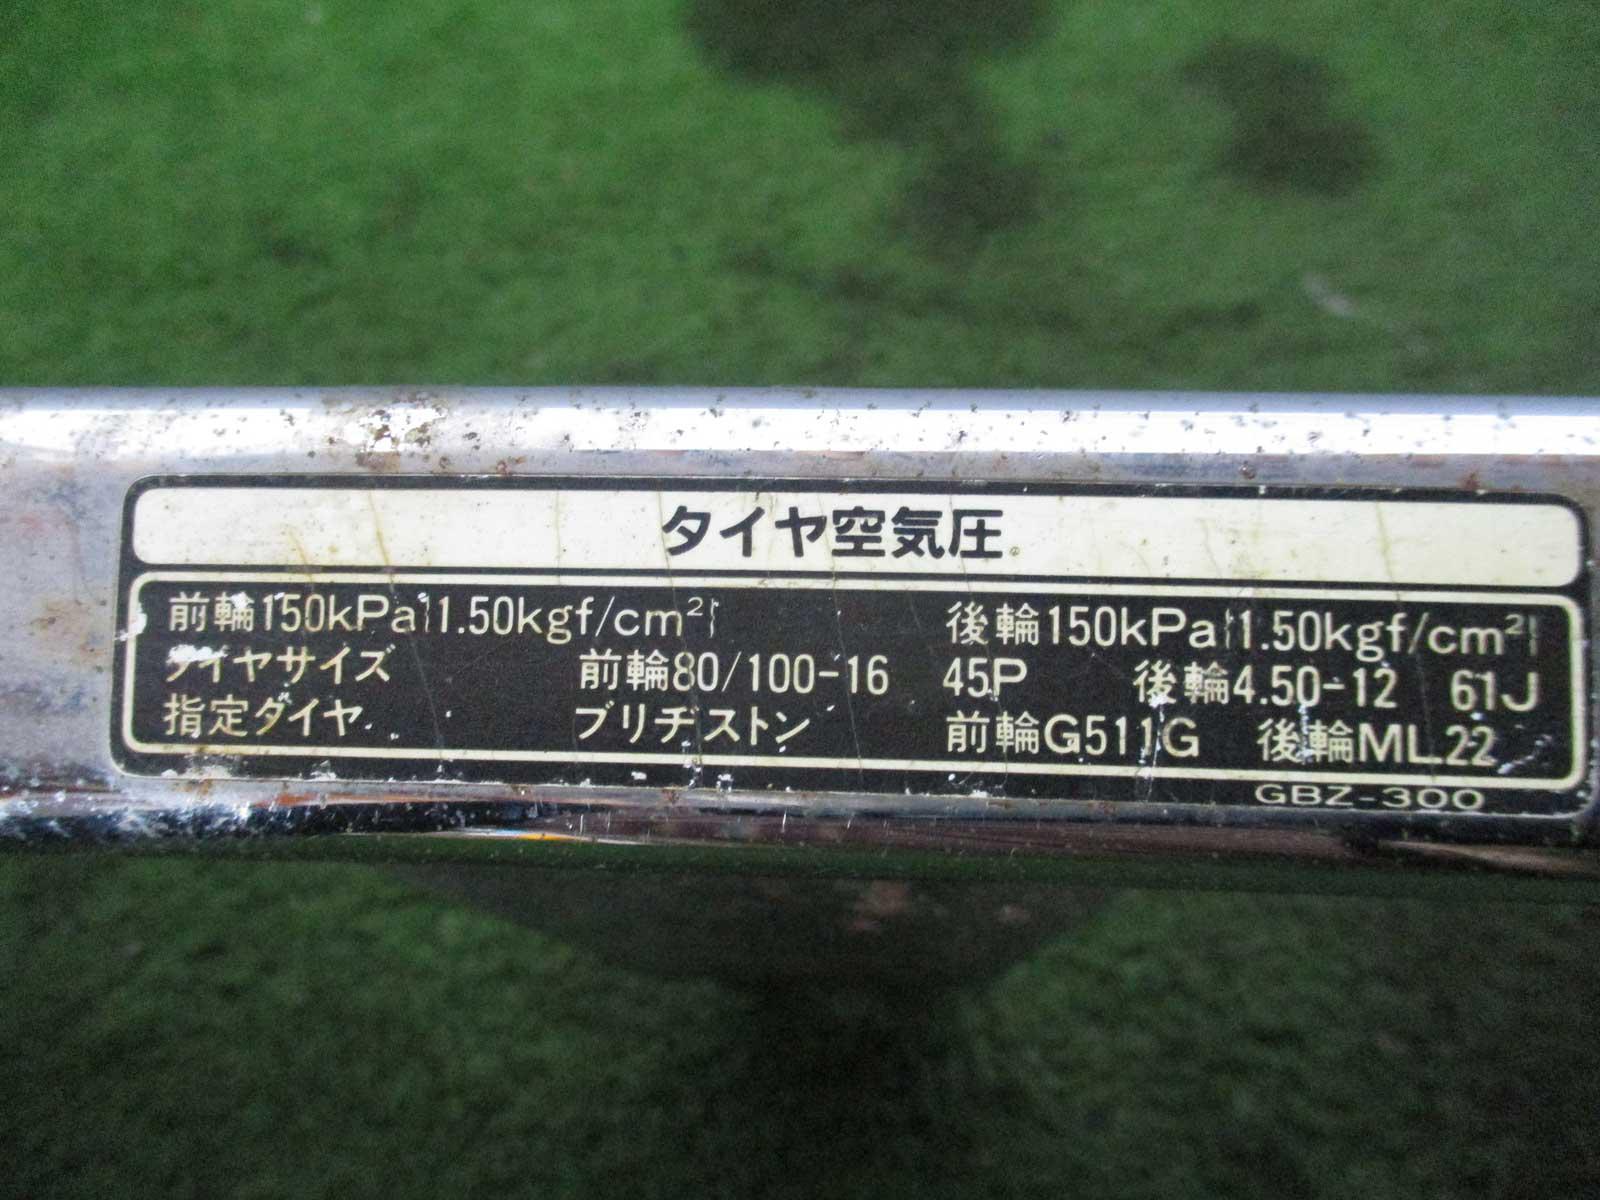 タイヤ空気圧
前輪150kPa{1.50kgf/cm²} 後輪150kPa{1.50kgf/cm²}
タイヤサイズ 前輪80/100-16 45P 後輪4.50-12 61J
指定タイヤ ブリヂストン 前輪G511G 後輪ML22
GBZ-300